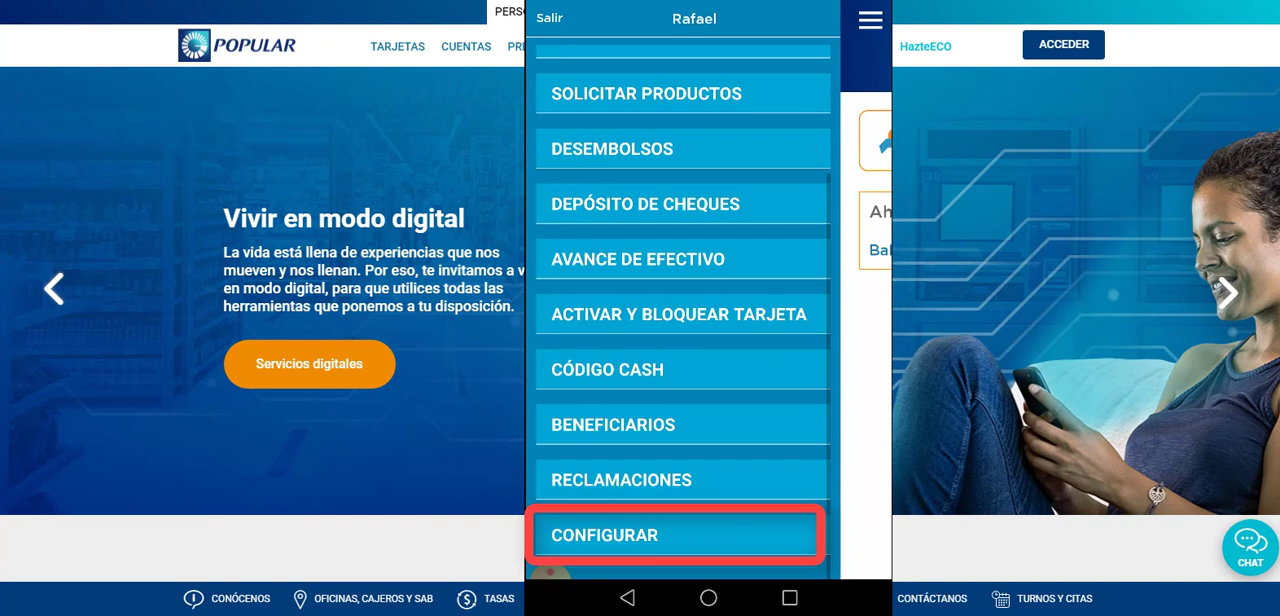 PERSO
POPULAR
TARJETAS
CUENTAS
PRE
HazteECO
ACCEDER
Vivir en modo digital
La vida está llena de experiencias que nos
mueven y nos llenan. Por eso, te invitamos a v
en modo digital, para que utilices todas las
herramientas que ponemos a tu disposición.
Servicios digitales
Salir
Rafael
SOLICITAR PRODUCTOS
DESEMBOLSOS
DEPÓSITO DE CHEQUES
AVANCE DE EFECTIVO
ACTIVAR Y BLOQUEAR TARJETA
CÓDIGO CASH
BENEFICIARIOS
RECLAMACIONES
CONFIGURAR
Ah
Bal
CHAT
CONÓCENOS
OFICINAS, CAJEROS Y SAB
TASAS
CONTÁCTANOS
TURNOS Y CITAS